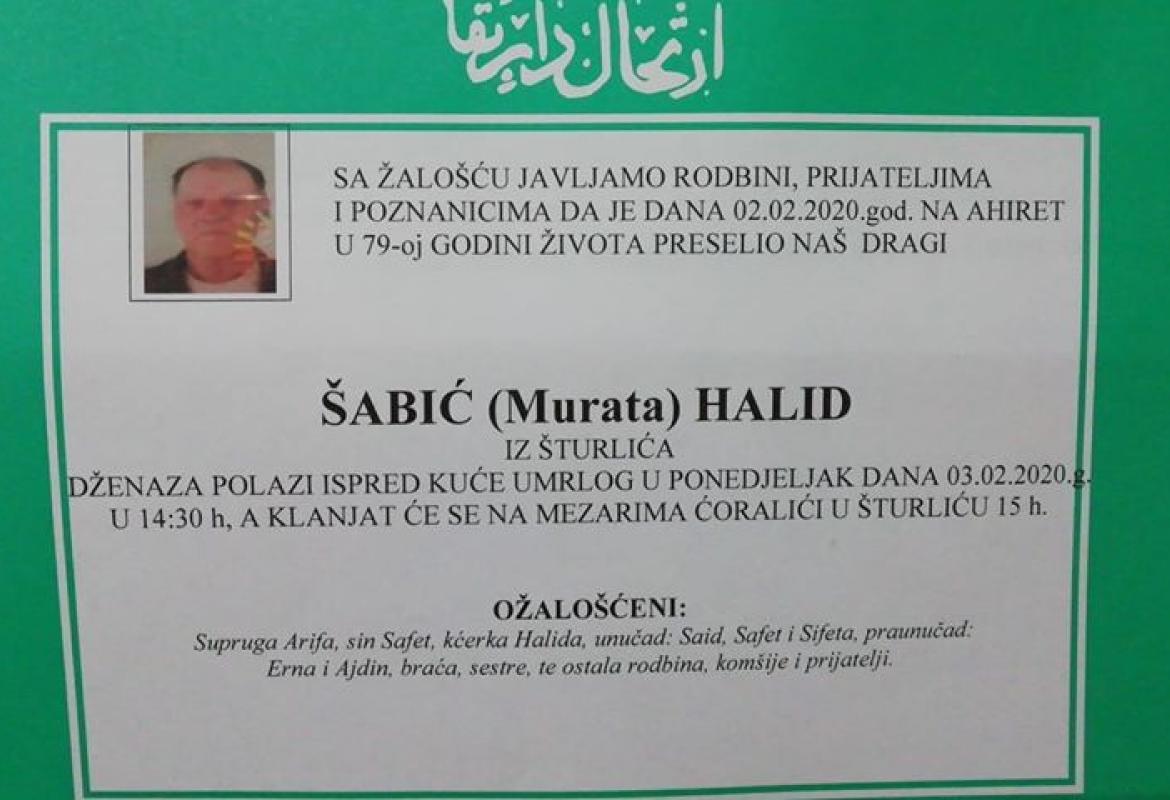 ارتحال دار بقا
SA ŽALOŠĆU JAVLJAMO RODBINI, PRIJATELJIMA
I POZNANICIMA DA JE DANA 02.02.2020.god. NA AHIRET
U 79-oj GODINI ŽIVOTA PRESELIO NAŠ DRAGI
ŠABIĆ (Murata) HALID
IZ ŠTURLIĆA
DŽENAZA POLAZI ISPRED KUĆE UMRLOG U PONEDJELJAK DANA 03.02.2020.g.
U 14:30 h, A KLANJAT ĆE SE NA MEZARIMA ĆORALIĆI U ŠTURLIĆU 15 h.
OŽALOŠĆENI:
Supruga Arifa, sin Safet, kćerka Halida, unučad: Said, Safet i Sifeta, praunučad:
Erna i Ajdin, braća, sestre, te ostala rodbina, komšije i prijatelji.